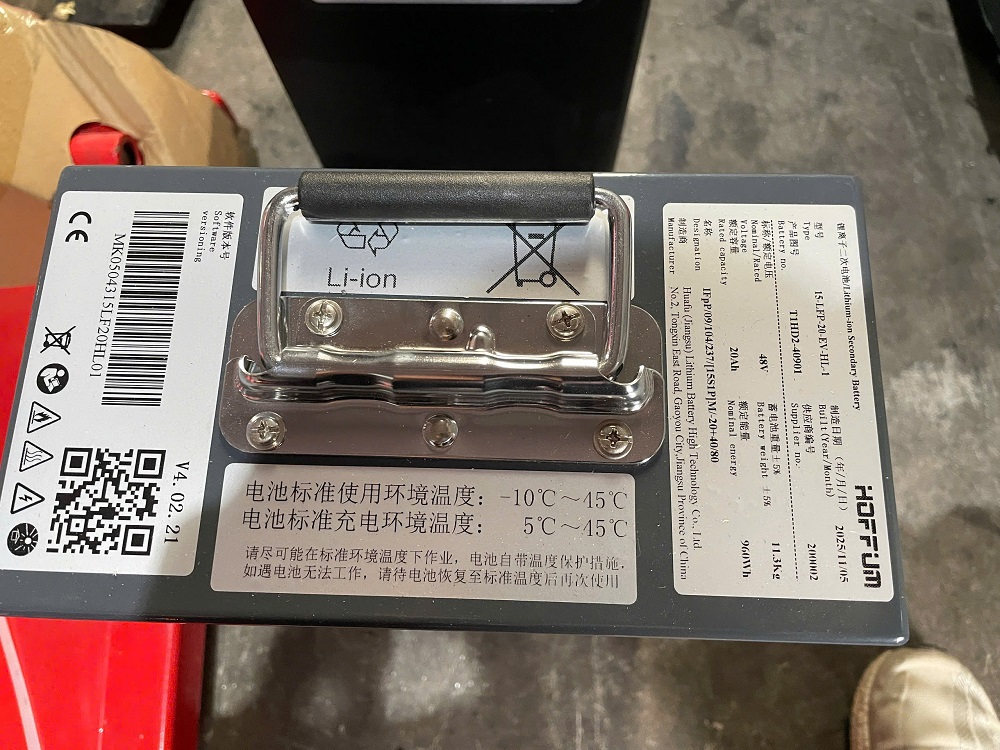 CE
MK0504315LF20HL01
软件版本号
Software
versioning
V4.02.21
Li-ion
电池标准使用环境温度：-10℃～45℃
电池标准充电环境温度： 5℃～45℃
请尽可能在标准环境温度下作业，电池自带温度保护措施，
如遇电池无法工作，请待电池恢复至标准温度后再次使用
HOFFUM
锂离子二次电池/Lithium-ion Secondary Battery
型号 制造日期（年/月/日） 2025/11/05
Type 15-LFP-20-EV-HL-1 Built(Year/Month)
产品图号 供应商编号 200002
Battery no. T1HD2-40901 Supplier no.
标称/额定电压 蓄电池重量±5%
Nominal/Rated 48V Battery weight ±5% 11.3Kg
Voltage
额定容量 额定能量
Rated capacity 20Ah Nominal energy 960Wh
名称
Designation IFpP/09/104/237/[15S1P]M/-20+40/80
制造商 Huafu (Jiangsu) Lithium Battery High Technology Co., Ltd
Manufacturer No.2, Tongxin East Road, Gaoyou City, Jiangsu Province of China